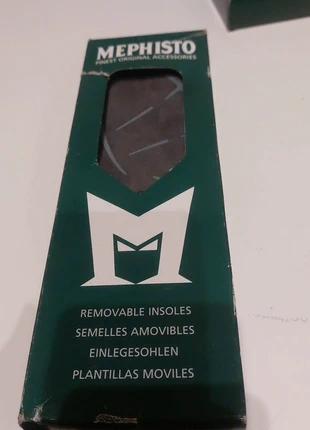 MEPHISTO
FINEST ORIGINAL ACCESSORIES
M
REMOVABLE INSOLES
SEMELLES AMOVIBLES
EINLEGESOHLEN
PLANTILLAS MOVILES